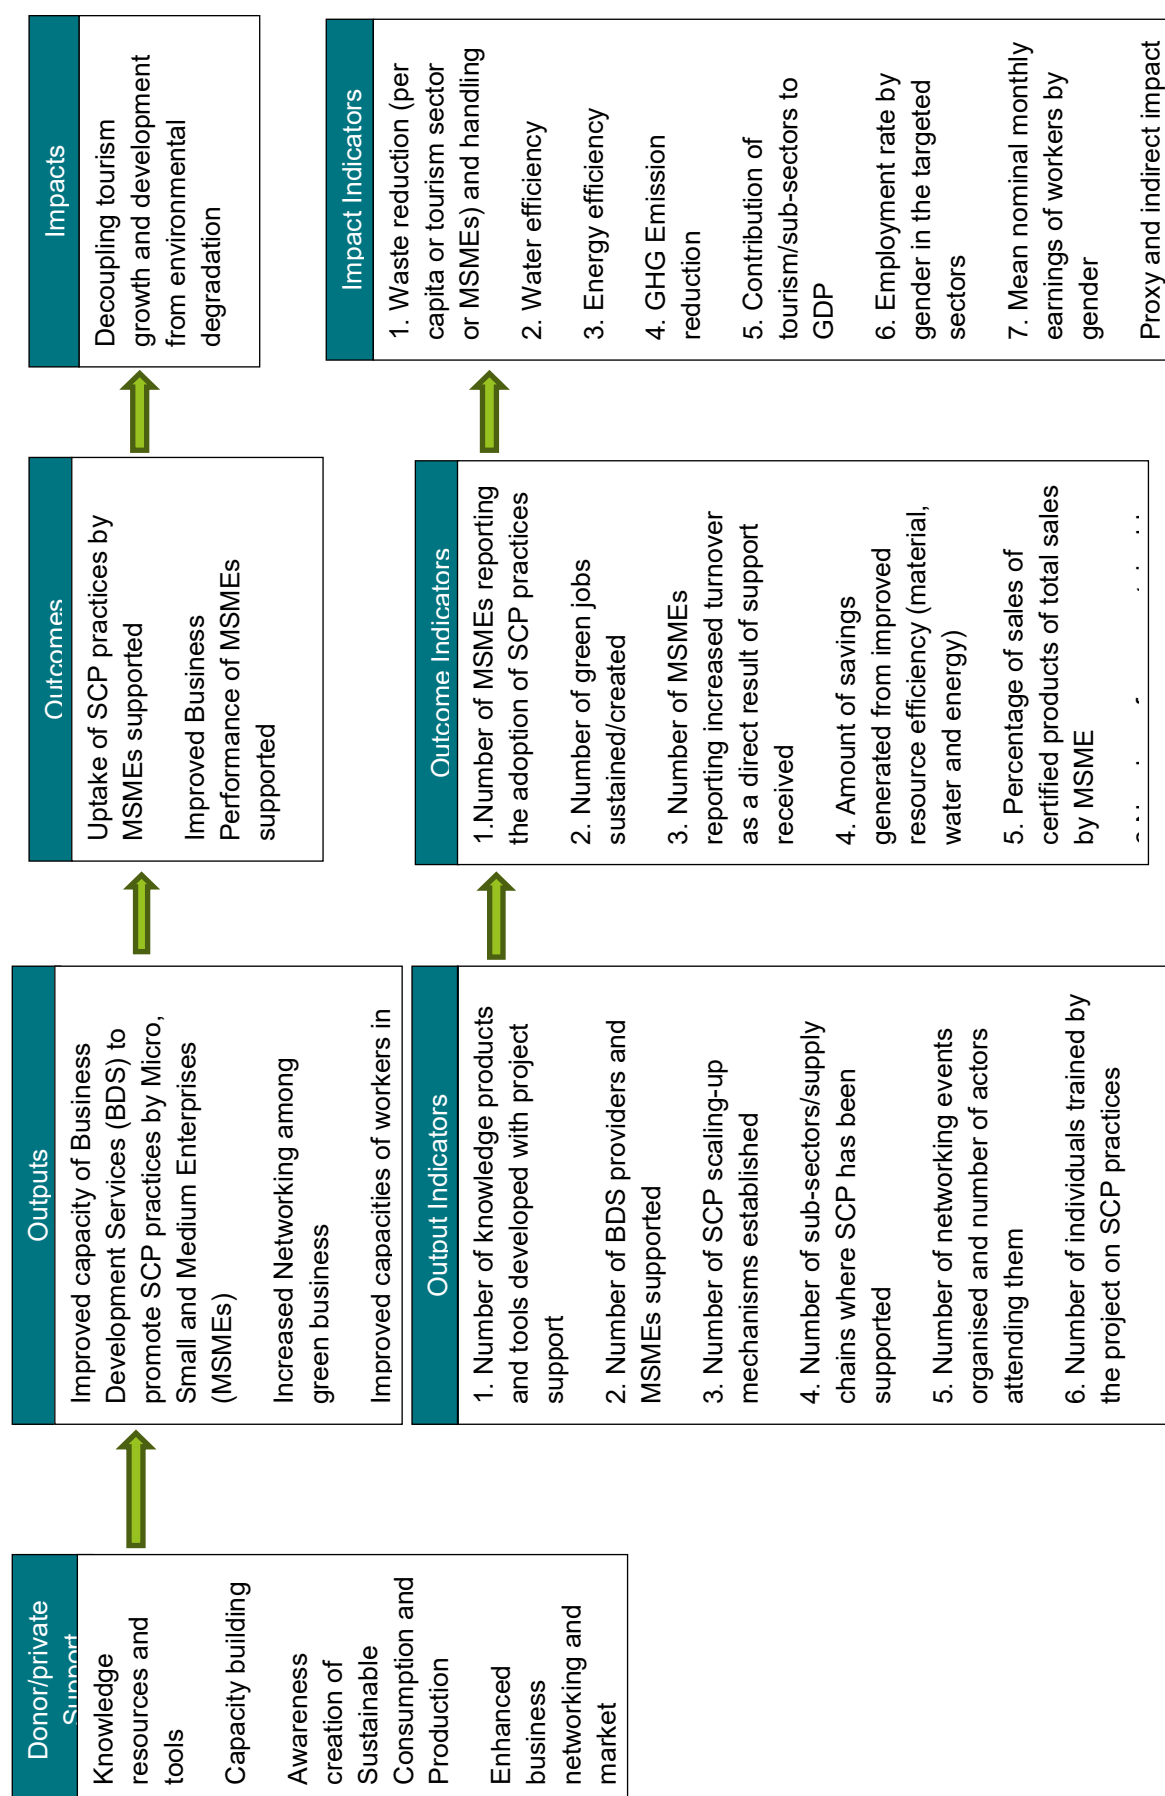 Donor/private
Support
Knowledge
resources and
tools
Capacity building
Awareness
creation of
Sustainable
Consumption and
Production
Enhanced
business
networking and
market
Outputs
Improved capacity of Business
Development Services (BDS) to
promote SCP practices by Micro,
Small and Medium Enterprises
(MSMEs)
Increased Networking among
green business
Improved capacities of workers in
Outcomes
Uptake of SCP practices by
MSMEs supported
Improved Business
Performance of MSMEs
supported
Impacts
Decoupling tourism
growth and development
from environmental
degradation
Output Indicators
1. Number of knowledge products
and tools developed with project
support
2. Number of BDS providers and
MSMEs supported
3. Number of SCP scaling-up
mechanisms established
4. Number of sub-sectors/supply
chains where SCP has been
supported
5. Number of networking events
organised and number of actors
attending them
6. Number of individuals trained by
the project on SCP practices
Outcome Indicators
1.Number of MSMEs reporting
the adoption of SCP practices
2. Number of green jobs
sustained/created
3. Number of MSMEs
reporting increased turnover
as a direct result of support
received
4. Amount of savings
generated from improved
resource efficiency (material,
water and energy)
5. Percentage of sales of
certified products of total sales
by MSME
Impact Indicators
1. Waste reduction (per
capita or tourism sector
or MSMEs) and handling
2. Water efficiency
3. Energy efficiency
4. GHG Emission
reduction
5. Contribution of
tourism/sub-sectors to
GDP
6. Employment rate by
gender in the targeted
sectors
7. Mean nominal monthly
earnings of workers by
gender
Proxy and indirect impact